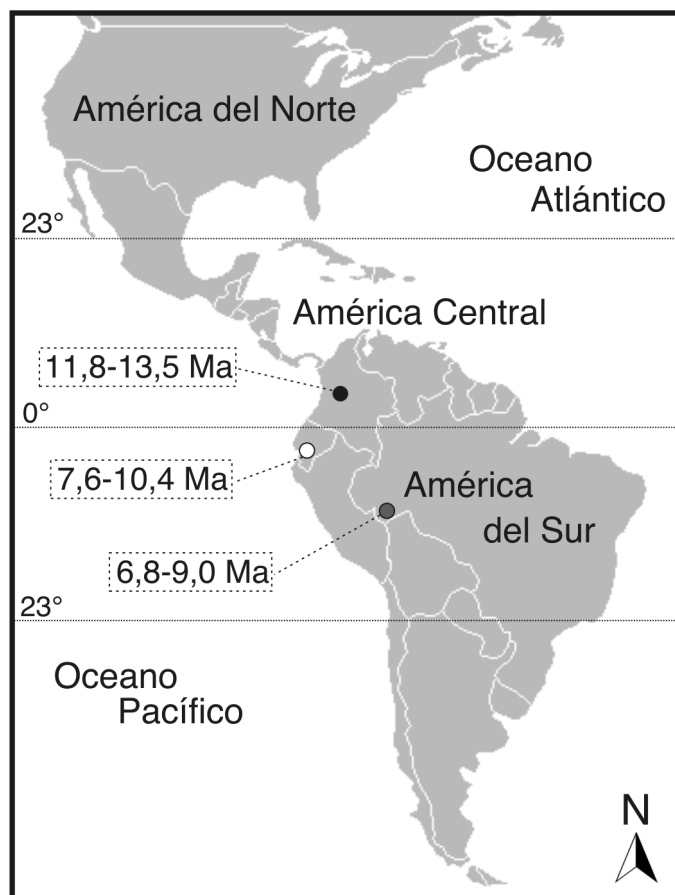 América del Norte
Oceano
Atlántico
23°
América Central
11,8-13,5 Ma
0°
7,6-10,4 Ma
América
del Sur
6,8-9,0 Ma
23°
Oceano
Pacífico
N